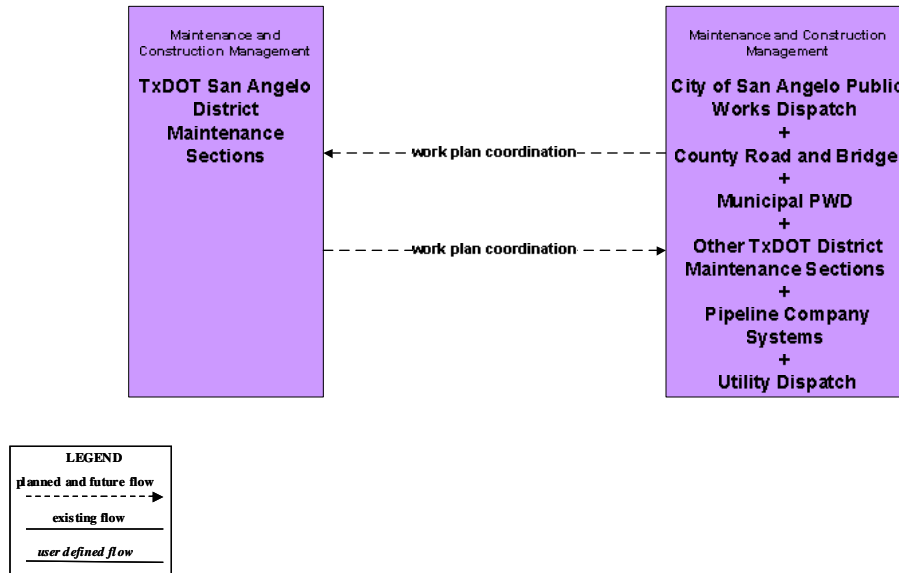 Maintenance and
Construction Management
TxDOT San Angelo
District
Maintenance
Sections
work plan coordination
work plan coordination
Maintenance and Construction
Management
City of San Angelo Public
Works Dispatch
+
County Road and Bridge
+
Municipal PWD
+
Other TxDOT District
Maintenance Sections
+
Pipeline Company
Systems
+
Utility Dispatch
LEGEND
planned and future flow
existing flow
user defined flow